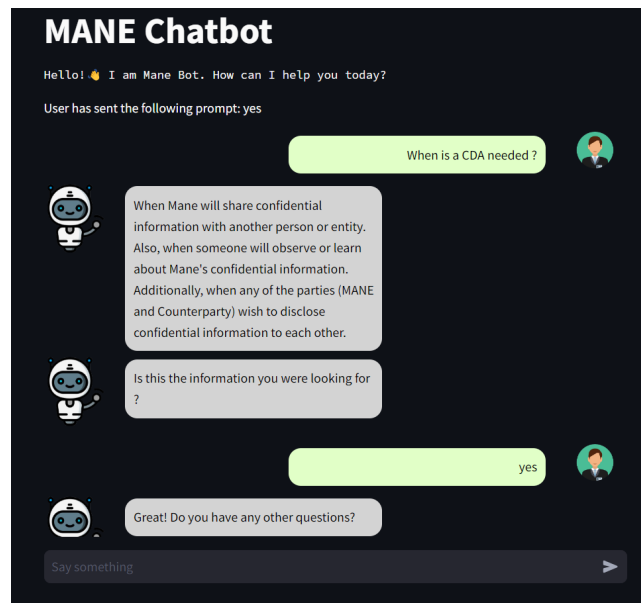 MANE Chatbot
Hello!👋 I am Mane Bot. How can I help you today?
User has sent the following prompt: yes
When is a CDA needed ?
When Mane will share confidential
information with another person or entity.
Also, when someone will observe or learn
about Mane's confidential information.
Additionally, when any of the parties (MANE
and Counterparty) wish to disclose
confidential information to each other.
Is this the information you were looking for
?
yes
Great! Do you have any other questions?
Say something